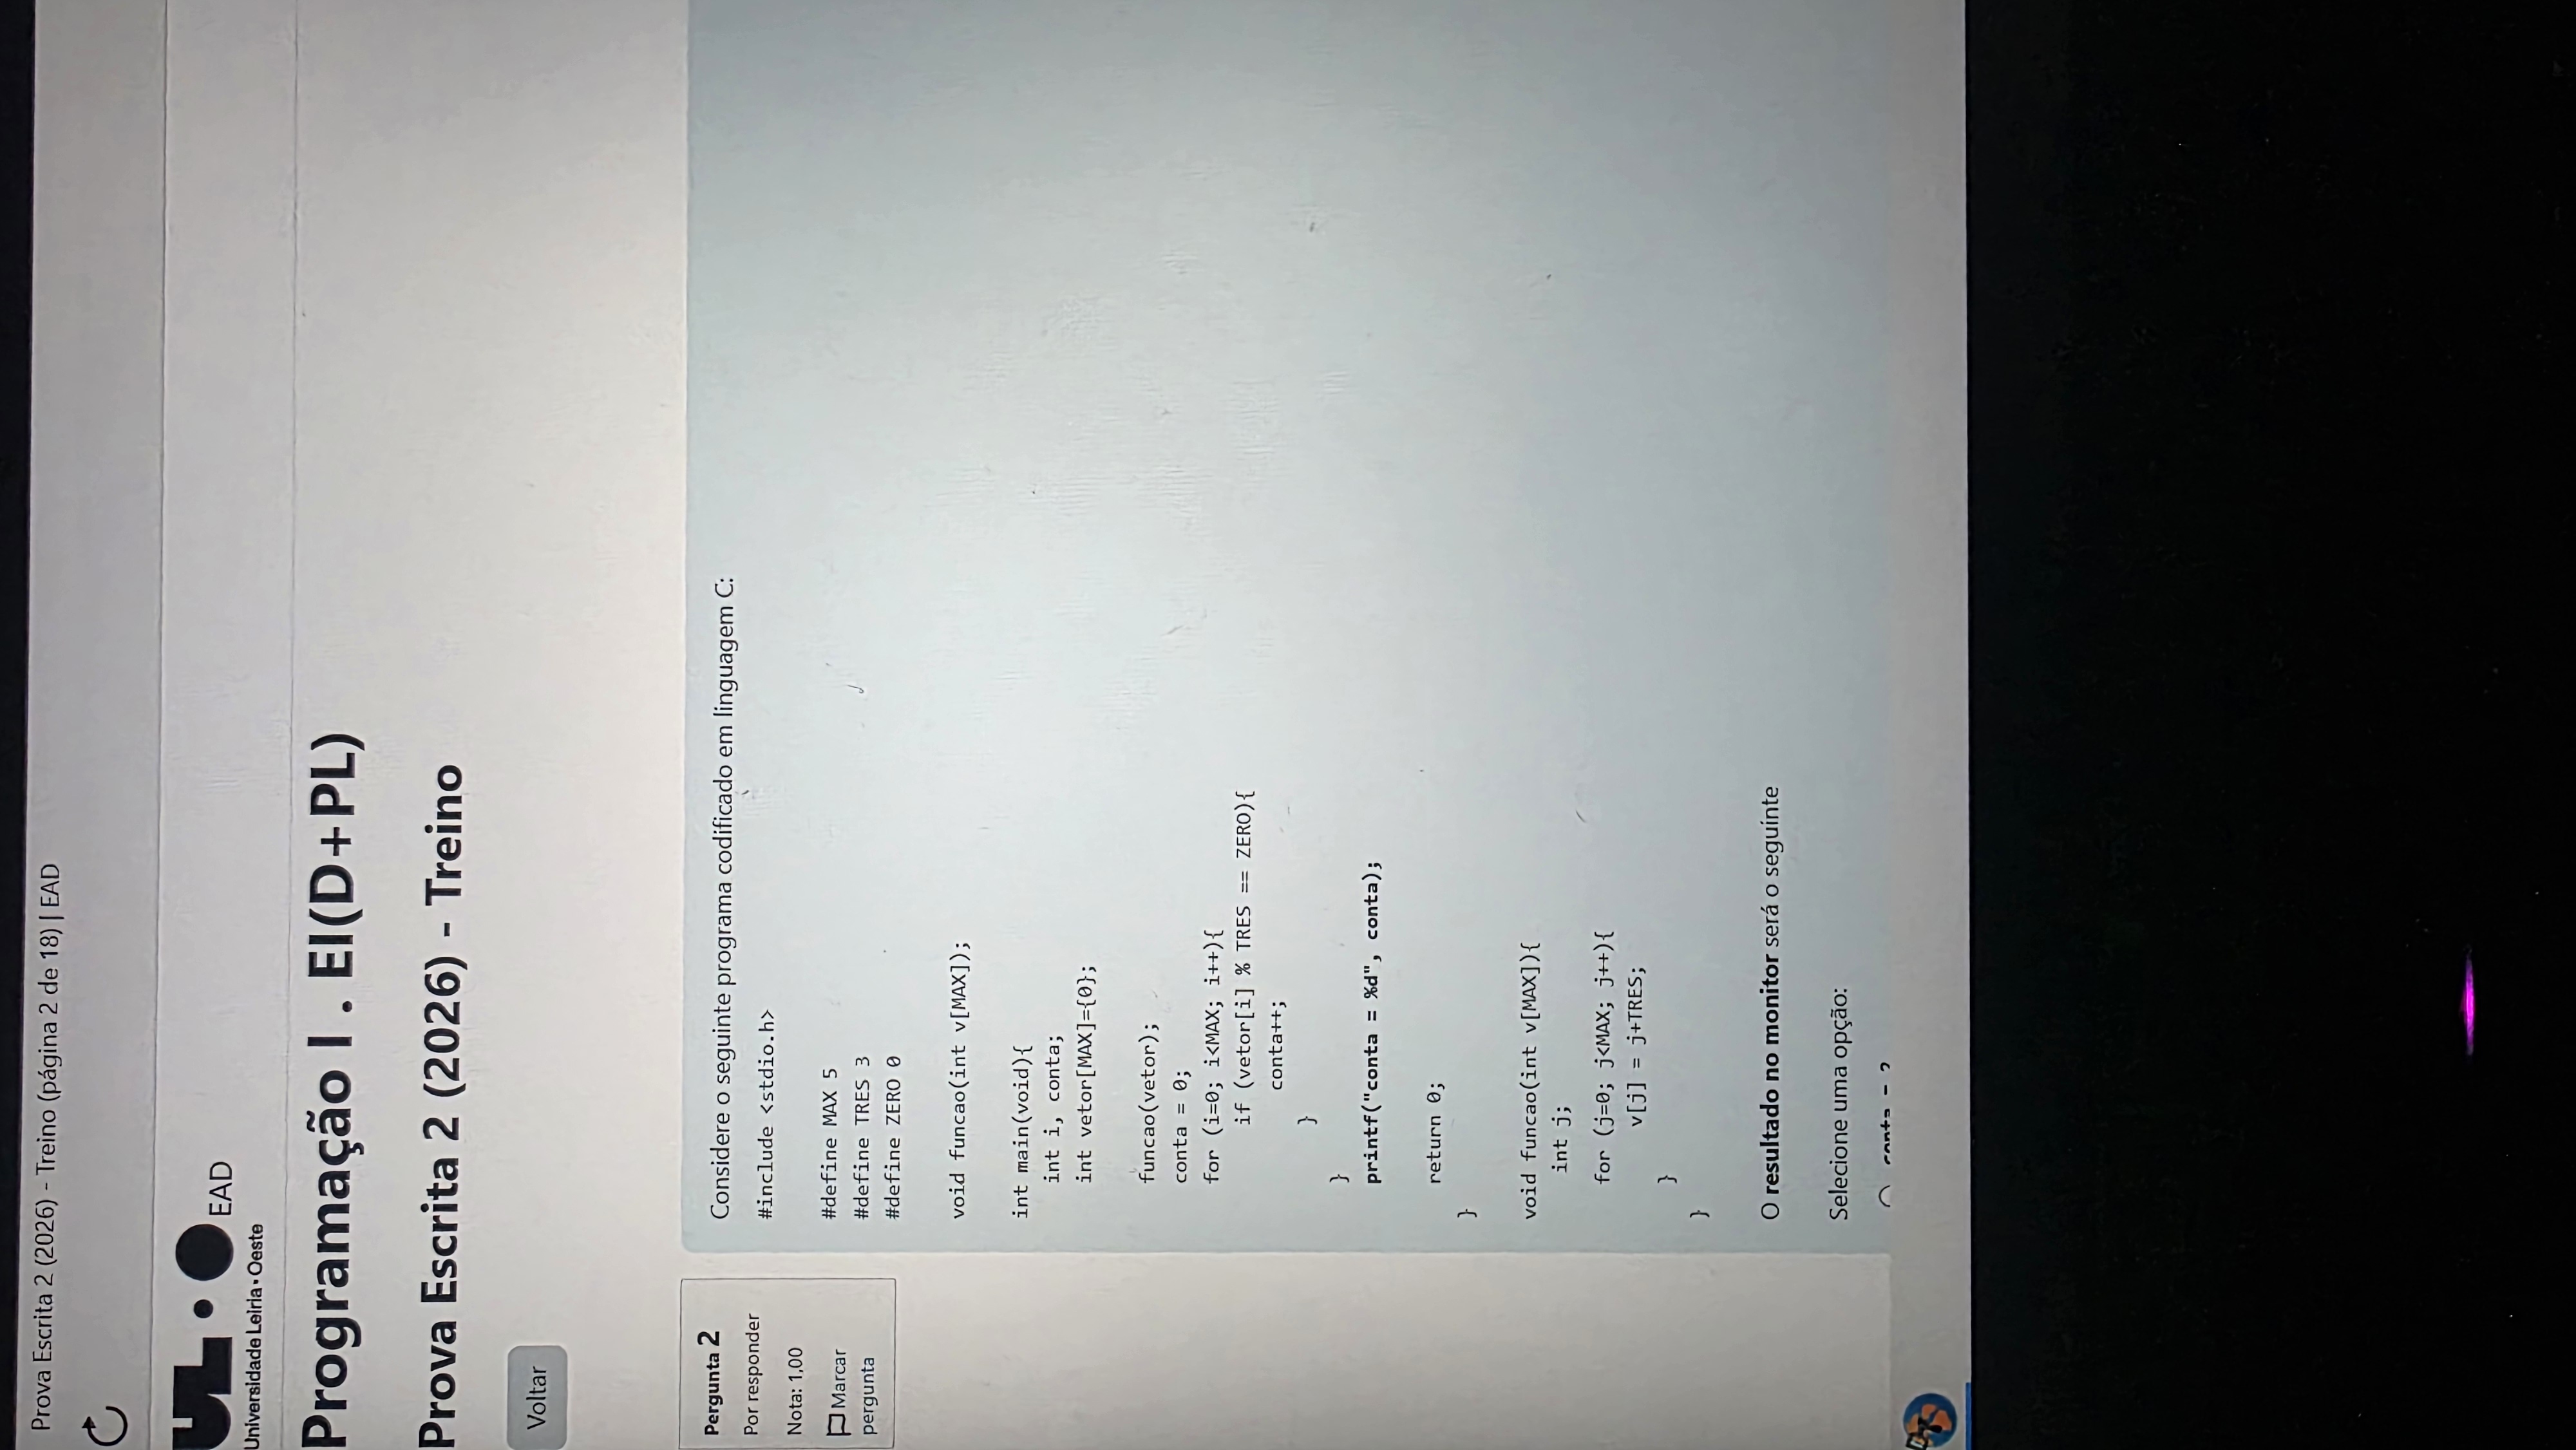 Prova Escrita 2 (2026) - Treino (página 2 de 18) | EAD
UL•O EAD
Universidade Leiria•Oeste
Programação I . EI(D+PL)
Prova Escrita 2 (2026) - Treino
Voltar
Pergunta 2
Por responder
Nota: 1,00
Marcar
pergunta
Considere o seguinte programa codificado em linguagem C:
#include <stdio.h>
#define MAX 5
#define TRES 3
#define ZERO 0
void funcao(int v[MAX]);
int main(void){
int i, conta;
int vetor[MAX]={0};
funcao(vetor);
conta = 0;
for (i=0; i<MAX; i++){
if (vetor[i] % TRES == ZERO){
conta++;
}
}
printf("conta = %d", conta);
return 0;
}
void funcao(int v[MAX]){
int j;
for (j=0; j<MAX; j++){
v[j] = j+TRES;
}
}
O resultado no monitor será o seguinte
Selecione uma opção:
conta =